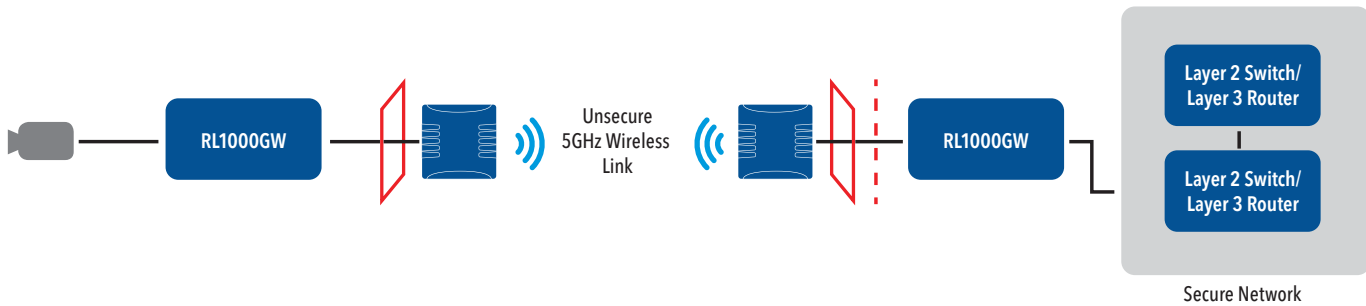 RL1000GW
Unsecure
5GHz Wireless
Link
RL1000GW
Layer 2 Switch/
Layer 3 Router
Layer 2 Switch/
Layer 3 Router
Secure Network